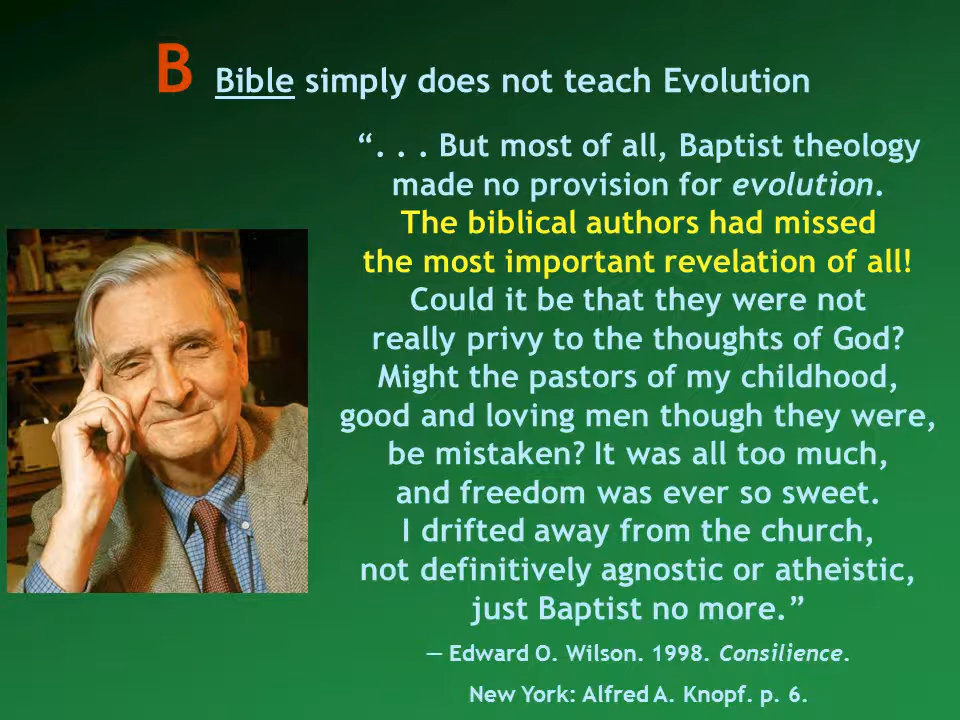 B Bible simply does not teach Evolution
“. . . But most of all, Baptist theology
made no provision for evolution.
The biblical authors had missed
the most important revelation of all!
Could it be that they were not
really privy to the thoughts of God?
Might the pastors of my childhood,
good and loving men though they were,
be mistaken? It was all too much,
and freedom was ever so sweet.
I drifted away from the church,
not definitively agnostic or atheistic,
just Baptist no more.”
— Edward O. Wilson. 1998. Consilience.
New York: Alfred A. Knopf. p. 6.